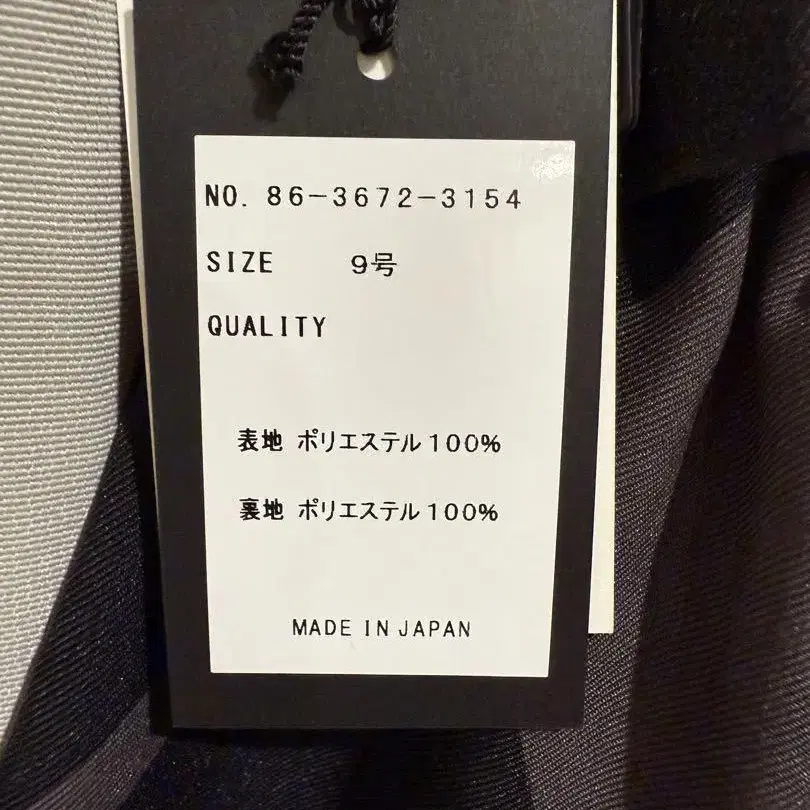 NO. 86-3672-3154
SIZE 9号
QUALITY
表地 ポリエステル100%
裏地 ポリエステル100%
MADE IN JAPAN